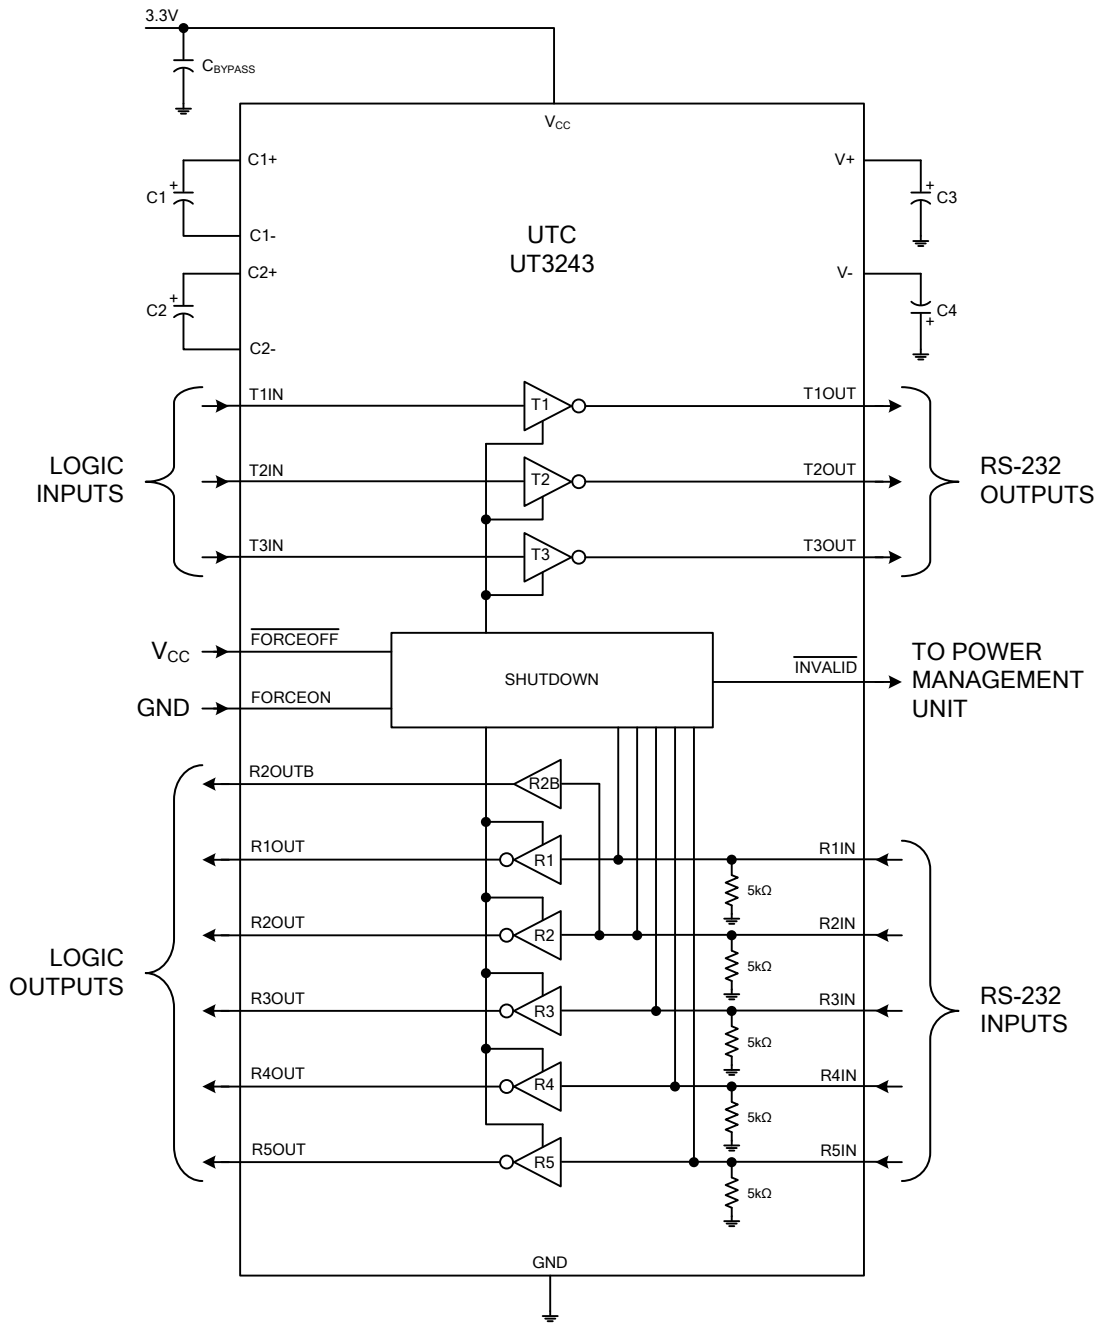 3.3V
CBYPASS
VCC
C1+
V+
C1
C3
C1-
UTC
UT3243
C2+
V-
C2
C4
C2-
T1IN
T1
T1OUT
LOGIC
INPUTS
T2IN
T2
T2OUT
RS-232
OUTPUTS
T3IN
T3
T3OUT
VCC
FORCEOFF
SHUTDOWN
INVALID
TO POWER
MANAGEMENT
UNIT
GND
FORCEON
R2OUTB
R2B
R1OUT
R1
R1IN
5kΩ
R2OUT
R2
R2IN
5kΩ
LOGIC
OUTPUTS
R3OUT
R3
R3IN
5kΩ
RS-232
INPUTS
R4OUT
R4
R4IN
5kΩ
R5OUT
R5
R5IN
5kΩ
GND
+
+
+
+